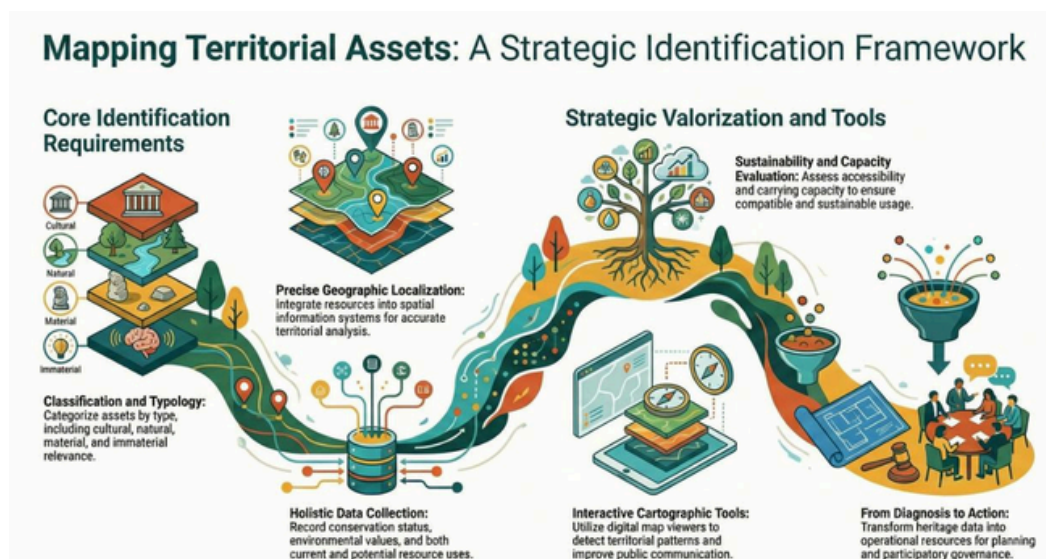 Mapping Territorial Assets: A Strategic Identification Framework
Core Identification
Requirements
Cultural
Natural
Material
Immaterial
Classification and Typology:
Categorize assets by type,
including cultural, natural,
material, and immaterial
relevance.
Precise Geographic Localization:
integrate resources into spatial
information systems for accurate
territorial analysis.
Holistic Data Collection:
Record conservation status,
environmental values, and both
current and potential resource uses.
Strategic Valorization and Tools
Sustainability and Capacity
Evaluation: Assess accessibility
and carrying capacity to ensure
compatible and sustainable usage.
Interactive Cartographic Tools:
Utilize digital map viewers to
detect territorial patterns and
improve public communication.
From Diagnosis to Action:
Transform heritage data into
operational resources for planning
and participatory governance.